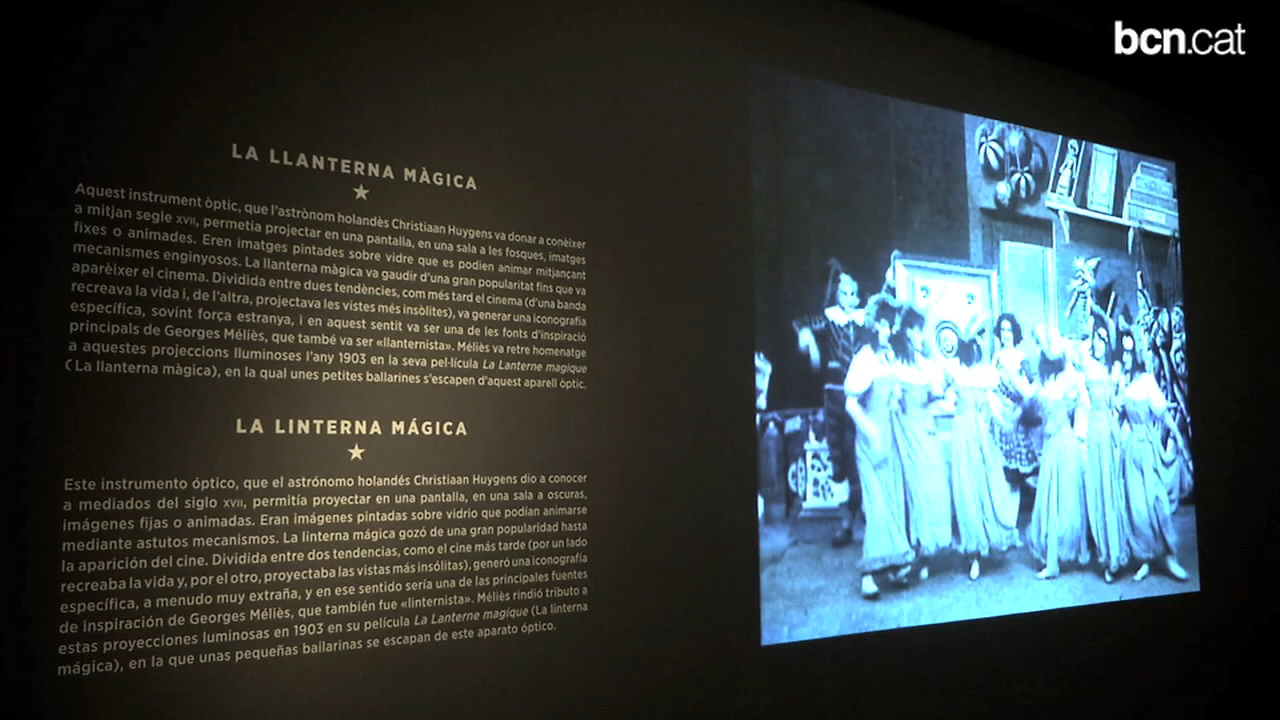 bcn.cat
LA LLANTERNA MÀGICA
Aquest instrument òptic, que l'astrònom holandès Christiaan Huygens va donar a conèixer
a mitjan segle XVII, permetia projectar en una pantalla, en una sala a les fosques, imatges
fixes o animades. Eren imatges pintades sobre vidre que es podien animar mitjançant
mecanismes enginyosos. La llanterna màgica va gaudir d'una gran popularitat fins que va
aparèixer el cinema. Dividida entre dues tendències, com més tard el cinema (d'una banda
recreava la vida i, de l'altra, projectava les vistes més insòlites), va generar una iconografia
específica, sovint força estranya, i en aquest sentit va ser una de les fonts d'inspiració
principals de Georges Méliès, que també va ser «llanternista». Méliès va retre homenatge
a aquestes projeccions lluminoses l'any 1903 en la seva pel·lícula La Lanterne magique
(La llanterna màgica), en la qual unes petites ballarines s'escapen d'aquest aparell òptic.
LA LINTERNA MÁGICA
Este instrumento óptico, que el astrónomo holandés Christiaan Huygens dio a conocer
a mediados del siglo XVII, permitía proyectar en una pantalla, en una sala a oscuras,
imágenes fijas o animadas. Eran imágenes pintadas sobre vidrio que podían animarse
mediante astutos mecanismos. La linterna mágica gozó de una gran popularidad hasta
la aparición del cine. Dividida entre dos tendencias, como el cine más tarde (por un lado
recreaba la vida y, por el otro, proyectaba las vistas más insólitas), generó una iconografía
específica, a menudo muy extraña, y en ese sentido sería una de las principales fuentes
de inspiración de Georges Méliès, que también fue «linternista». Méliès rindió tributo a
estas proyecciones luminosas en 1903 en su película La Lanterne magique (La linterna
mágica), en la que unas pequeñas bailarinas se escapan de este aparato óptico.